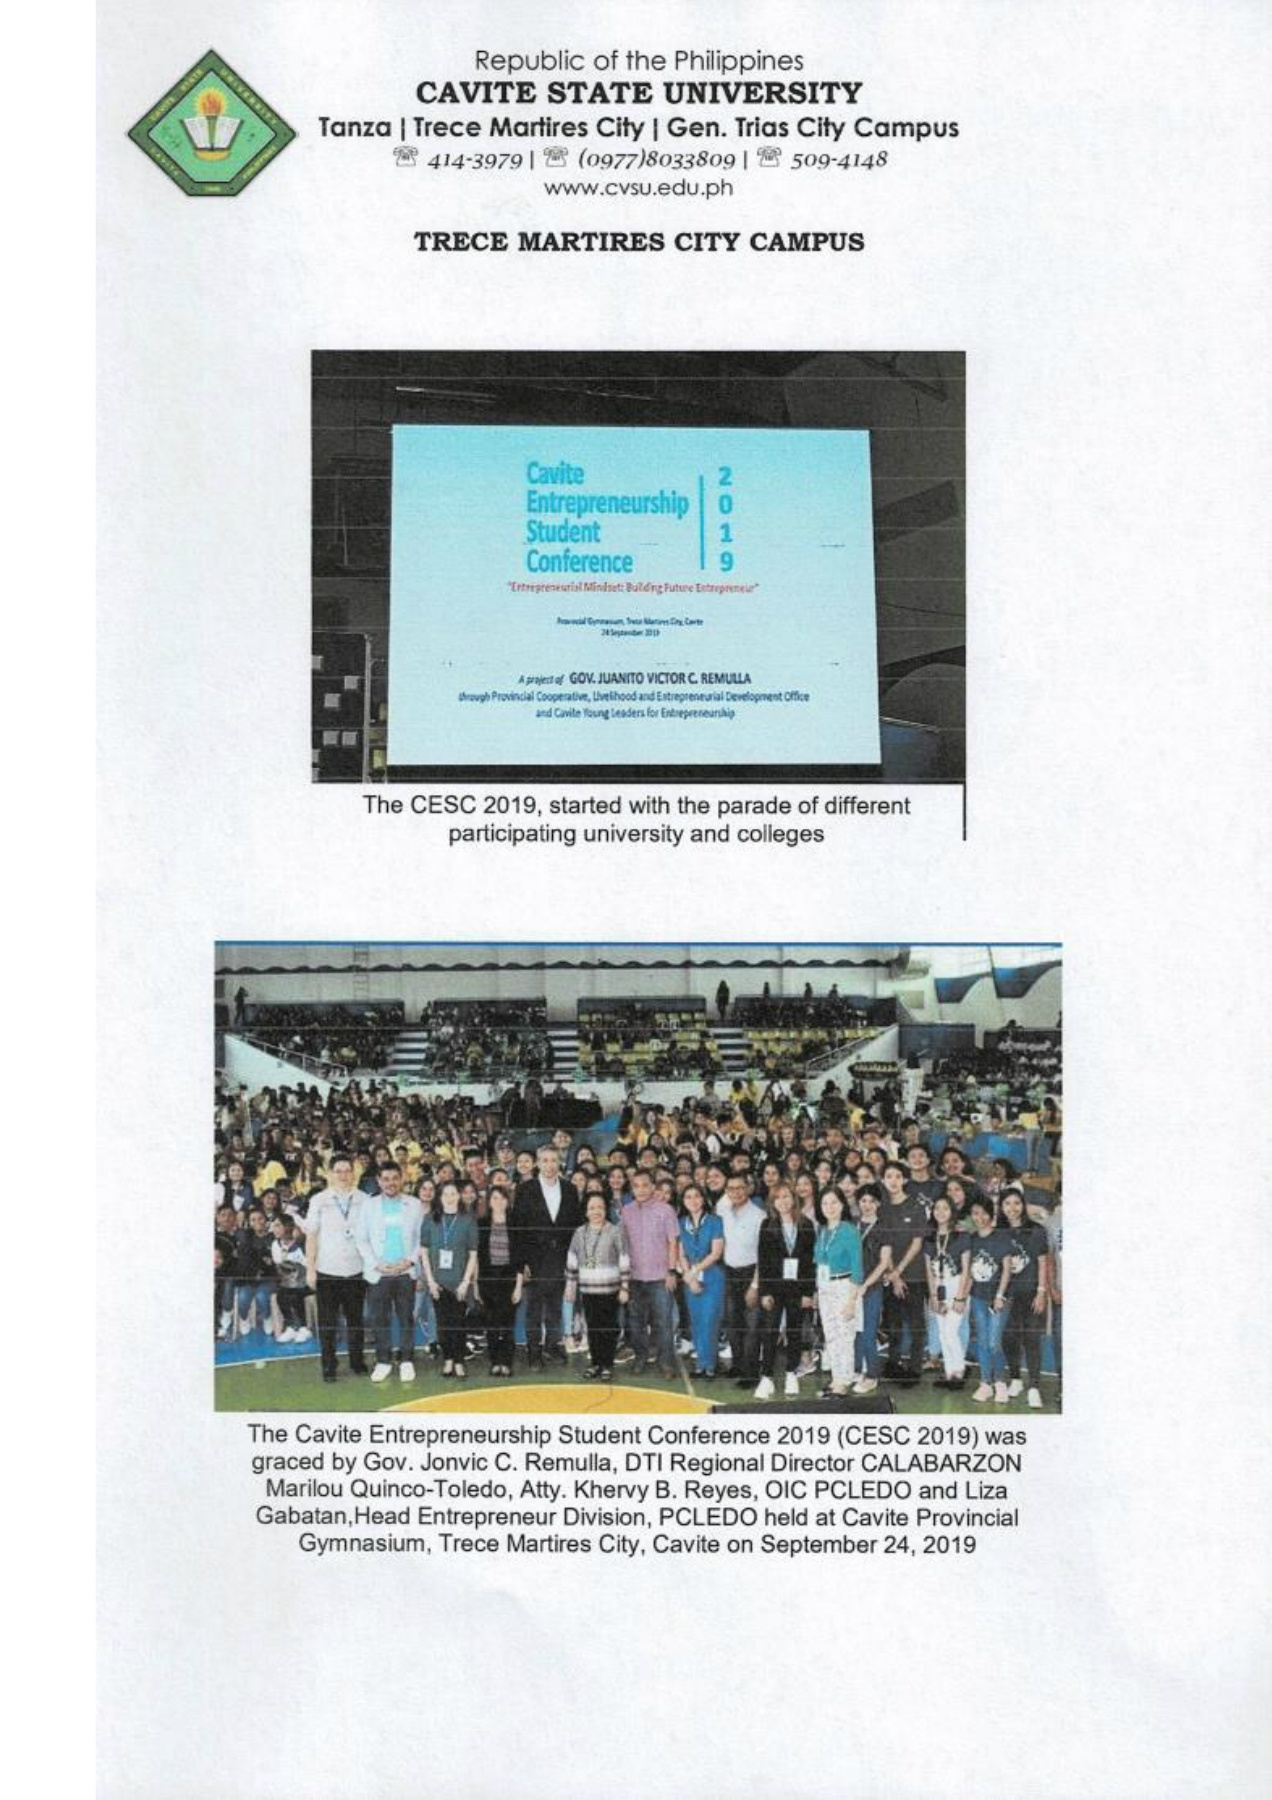 Republic of the Philippines
CAVITE STATE UNIVERSITY
Tanza | Trece Martires City | Gen. Trias City Campus
☏ 414-3979 | ☏ (0977)8033809 | ☏ 509-4148
www.cvsu.edu.ph
TRECE MARTIRES CITY CAMPUS
Cavite 2
Entrepreneurship 0
Student 1
Conference 9
"Entrepreneurial Mindset: Building Future Entrepreneur"
Provincial Gymnasium, Trece Martires City, Cavite
24 September 2019
A project of GOV. JUANITO VICTOR C. REMULLA
through Provincial Cooperative, Livelihood and Entrepreneurial Development Office
and Cavite Young Leaders for Entrepreneurship
The CESC 2019, started with the parade of different
participating university and colleges
The Cavite Entrepreneurship Student Conference 2019 (CESC 2019) was
graced by Gov. Jonvic C. Remulla, DTI Regional Director CALABARZON
Marilou Quinco-Toledo, Atty. Khervy B. Reyes, OIC PCLEDO and Liza
Gabatan,Head Entrepreneur Division, PCLEDO held at Cavite Provincial
Gymnasium, Trece Martires City, Cavite on September 24, 2019